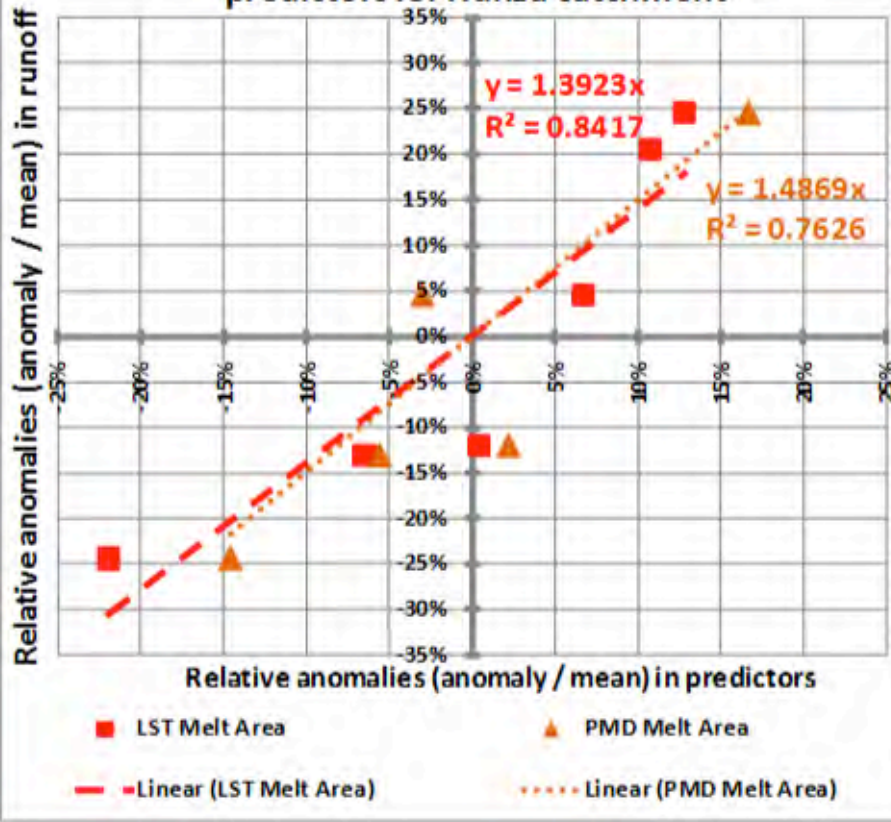 Relative anomalies (anomaly / mean) in runoff
35%
30%
25%
20%
15%
10%
5%
0%
-5%
-10%
-15%
-20%
-25%
-30%
-35%
y = 1.3923x
R² = 0.8417
y = 1.4869x
R² = 0.7626
-25%
-20%
-15%
-10%
-5%
0%
5%
10%
15%
20%
25%
Relative anomalies (anomaly / mean) in predictors
LST Melt Area
PMD Melt Area
Linear (LST Melt Area)
Linear (PMD Melt Area)